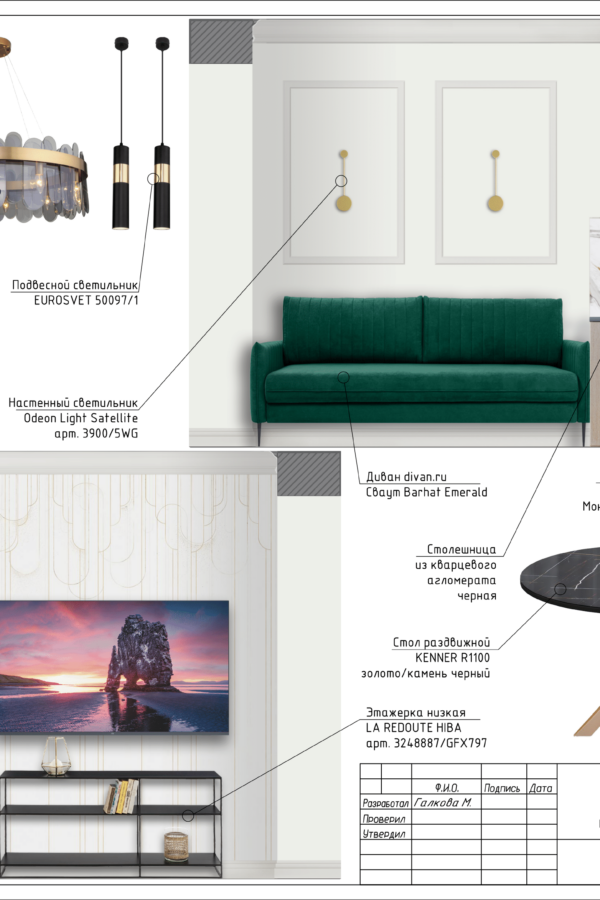 Подвесной светильник
EUROSVET 50097/1
Настенный светильник
Odeon Light Satellite
арт. 3900/5WG
Диван divan.ru
Сваут Barhat Emerald
Столешница
из кварцевого
агломерата
черная
Стол раздвижной
KENNER R1100
золото/камень черный
Этажерка низкая
LA REDOUTE HIBA
арт. 3248887/GFX797
Ф.И.О. Подпись Дата
Разработал Галкова М.
Проверил
Утвердил